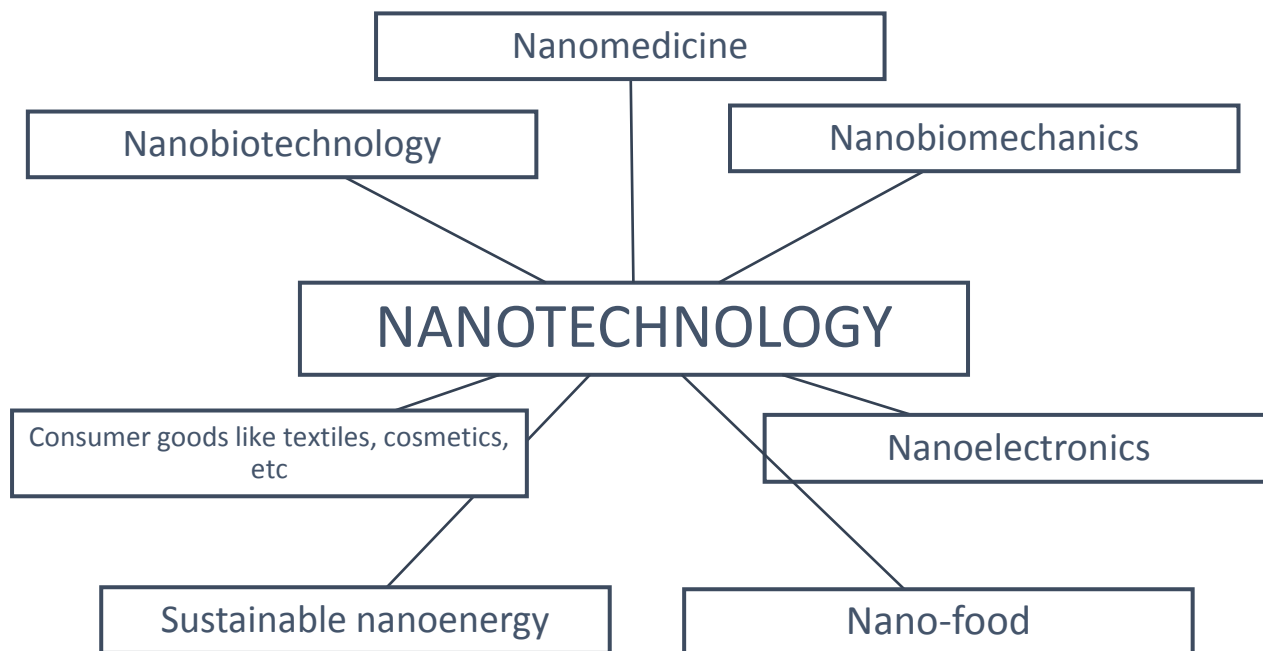 Nanomedicine
Nanobiotechnology
Nanobiomechanics
NANOTECHNOLOGY
Consumer goods like textiles, cosmetics,
etc
Nanoelectronics
Sustainable nanoenergy
Nano-food